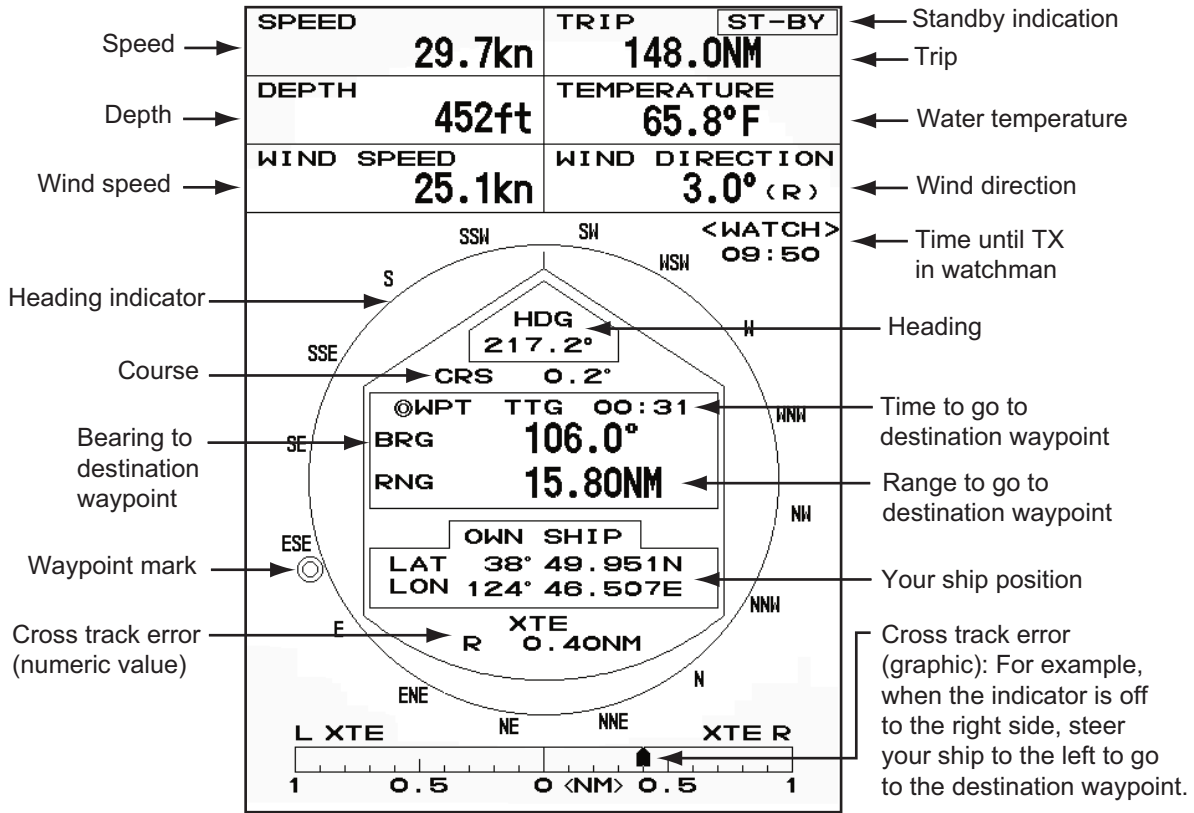 SPEED
29.7kn
TRIP
ST-BY
148.0NM
DEPTH
452ft
TEMPERATURE
65.8°F
WIND SPEED
25.1kn
WIND DIRECTION
3.0° (R)
<WATCH>
09:50
SSW
SW
WSW
S
W
SSE
WNW
SE
NW
ESE
NNW
E
N
ENE
NE
NNE
HDG
217.2°
CRS 0.2°
◎WPT TTG 00:31
BRG 106.0°
RNG 15.80NM
OWN SHIP
LAT 38° 49.951N
LON 124° 46.507E
XTE
R 0.40NM
L XTE
XTE R
1 0.5 0 <NM> 0.5 1
Speed
Depth
Wind speed
Heading indicator
Course
Bearing to
destination
waypoint
Waypoint mark
Cross track error
(numeric value)
Standby indication
Trip
Water temperature
Wind direction
Time until TX
in watchman
Heading
Time to go to
destination waypoint
Range to go to
destination waypoint
Your ship position
Cross track error
(graphic): For example,
when the indicator is off
to the right side, steer
your ship to the left to go
to the destination waypoint.